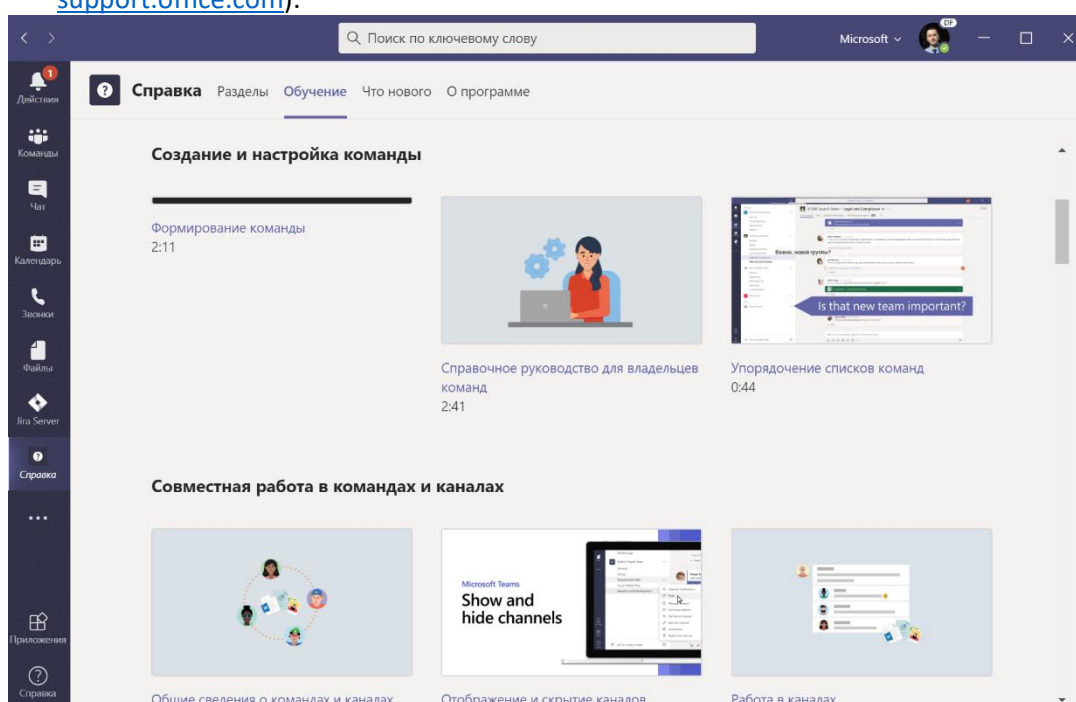 support.office.com).
Поиск по ключевому слову
Microsoft
DF
1
Действия
Справка Разделы Обучение Что нового О программе
Команды
Чат
Календарь
Звонки
Файлы
Jira Server
Справка
Приложения
Справка
Создание и настройка команды
Формирование команды
2:11
Справочное руководство для владельцев
команд
2:41
Важно, новой группы?
Is that new team important?
Упорядочение списков команд
0:44
Совместная работа в командах и каналах
Microsoft Teams
Show and
hide channels
Общие сведения о командах и каналах
Отображение и скрытие каналов
Работа в каналах